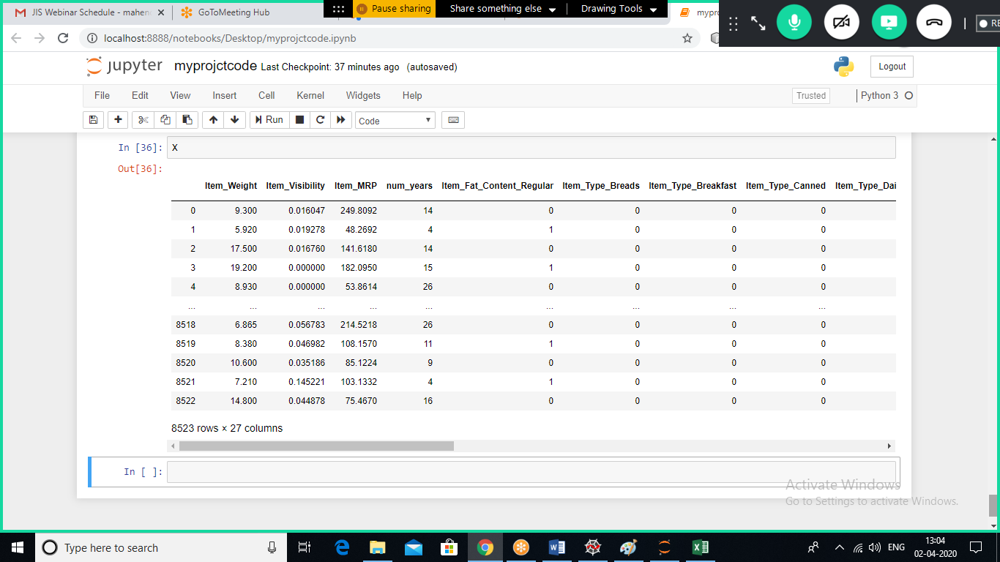 JIS Webinar Schedule - mahen
GoToMeeting Hub
Pause sharing
Share something else
Drawing Tools
localhost:8888/notebooks/Desktop/myprojctcode.ipynb
jupyter myprojctcode Last Checkpoint: 37 minutes ago (autosaved)
Logout
File Edit View Insert Cell Kernel Widgets Help
Trusted
Python 3
Run
Code
In [36]: X
Out[36]:
Item_Weight Item_Visibility Item_MRP num_years Item_Fat_Content_Regular Item_Type_Breads Item_Type_Breakfast Item_Type_Canned Item_Type_Dai
0 9.300 0.016047 249.8092 14 0 0 0 0
1 5.920 0.019278 48.2692 4 1 0 0 0
2 17.500 0.016760 141.6180 14 0 0 0 0
3 19.200 0.000000 182.0950 15 1 0 0 0
4 8.930 0.000000 53.8614 26 0 0 0 0
... ... ... ... ... ... ... ... ...
8518 6.865 0.056783 214.5218 26 0 0 0 0
8519 8.380 0.046982 108.1570 11 1 0 0 0
8520 10.600 0.035186 85.1224 9 0 0 0 0
8521 7.210 0.145221 103.1332 4 1 0 0 0
8522 14.800 0.044878 75.4670 16 0 0 0 0
8523 rows × 27 columns
In [ ]:
Activate Windows
Go to Settings to activate Windows.
Type here to search
ENG
13:04
02-04-2020